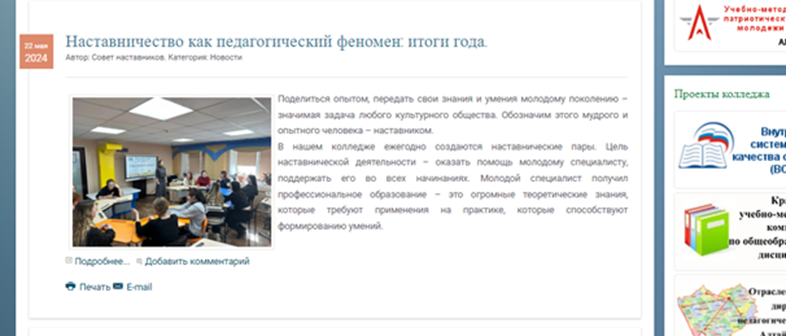 22 мая
2024
Наставничество как педагогический феномен: итоги года.
Автор: Совет наставников. Категория: Новости
Поделиться опытом, передать свои знания и умения молодому поколению –
значимая задача любого культурного общества. Обозначим этого мудрого и
опытного человека – наставником.
В нашем колледже ежегодно создаются наставнические пары. Цель
наставнической деятельности – оказать помощь молодому специалисту,
поддержать его во всех начинаниях. Молодой специалист получил
профессиональное образование – это огромные теоретические знания,
которые требуют применения на практике, которые способствуют
формированию умений.
Подробнее... Добавить комментарий
Печать E-mail
Учебно-метод
патриотическ
молодежи
Проекты колледжа
Внут
систем
качества о
(ВС
Кра
учебно-ме
ком
по общеобра
дисци
Отраслев
дир
педагогиче
Алтай